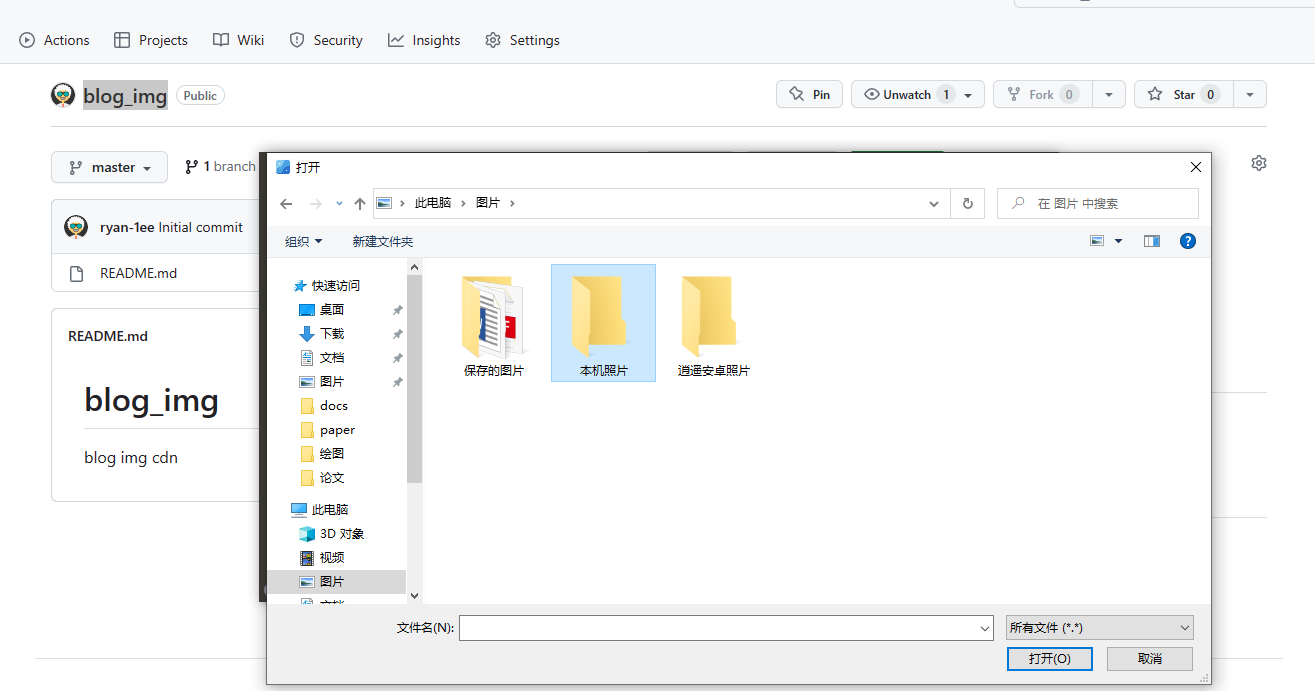 Actions Projects Wiki Security Insights Settings
blog_img Public Pin Unwatch 1 Fork 0 Star 0
master 1 branch
ryan-1ee Initial commit
README.md
README.md
blog_img
blog img cdn
打开
此电脑 › 图片 ›
在 图片 中搜索
组织 新建文件夹
快速访问
桌面
下载
文档
图片
docs
paper
绘图
论文
此电脑
3D 对象
视频
图片
保存的图片 本机照片 逍遥安卓照片
文件名(N): 所有文件 (*.*)
打开(O) 取消